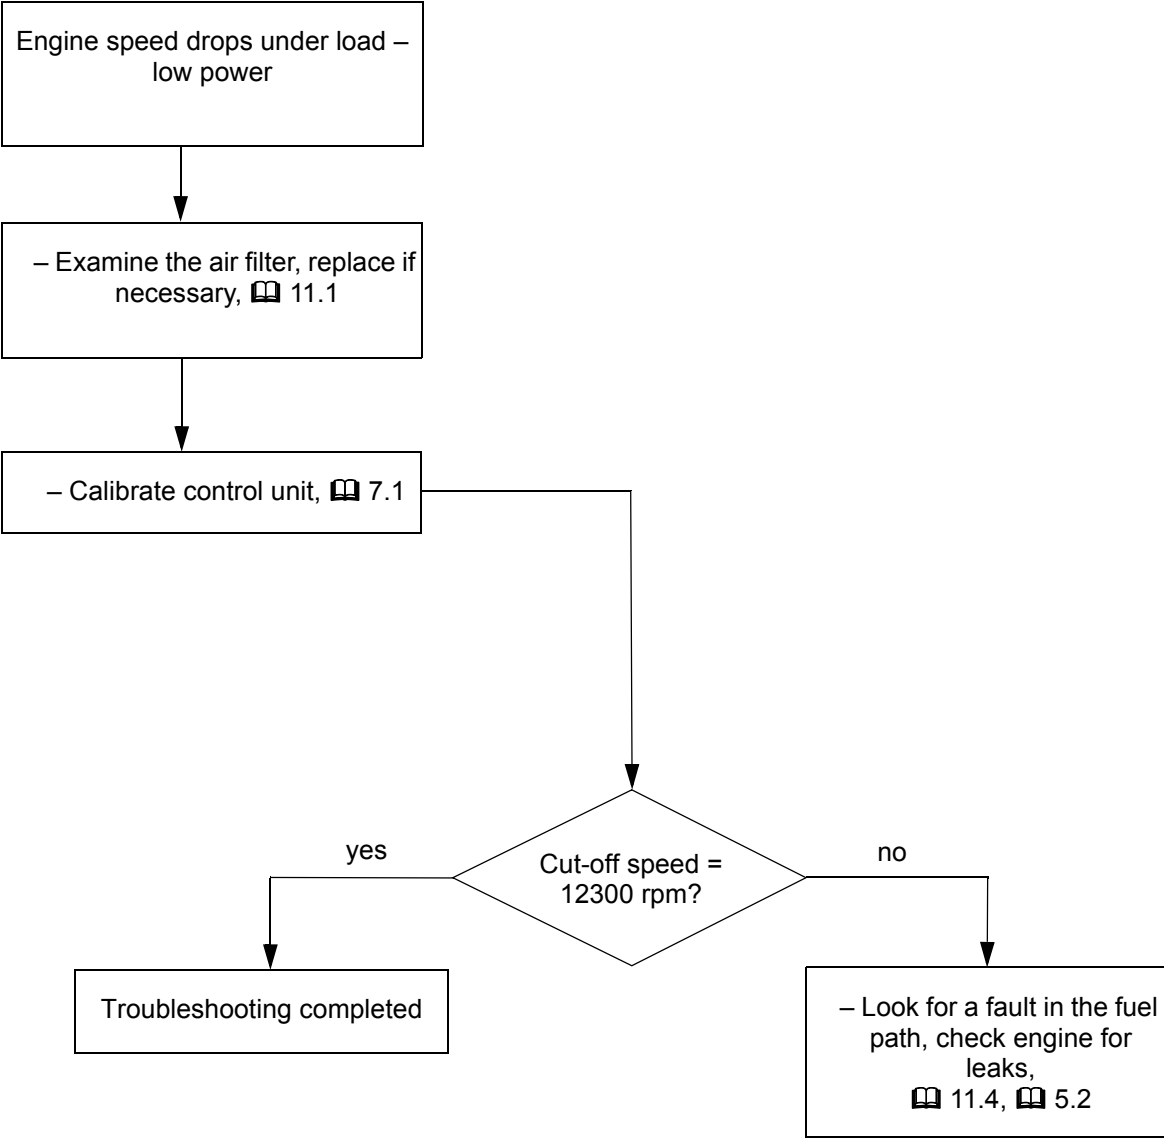 Engine speed drops under load –
low power
– Examine the air filter, replace if
necessary, 🕮 11.1
– Calibrate control unit, 🕮 7.1
yes
Cut-off speed =
12300 rpm?
no
Troubleshooting completed
– Look for a fault in the fuel
path, check engine for
leaks,
🕮 11.4, 🕮 5.2